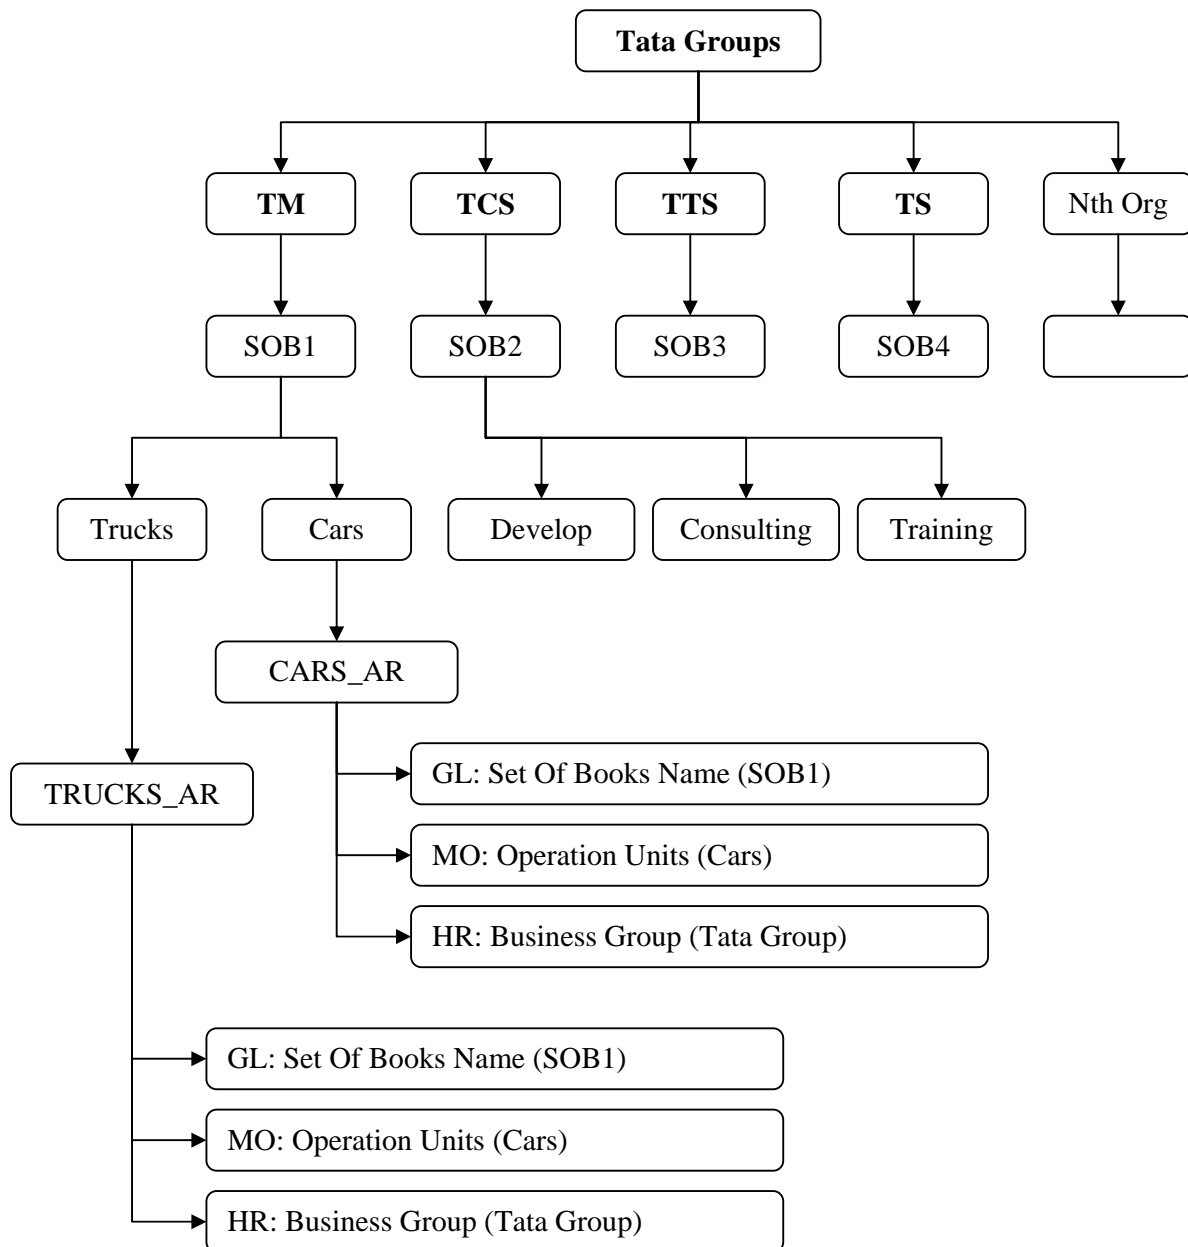 Tata Groups
TM
TCS
TTS
TS
Nth Org
SOB1
SOB2
SOB3
SOB4
Trucks
Cars
Develop
Consulting
Training
CARS_AR
GL: Set Of Books Name (SOB1)
TRUCKS_AR
MO: Operation Units (Cars)
HR: Business Group (Tata Group)
GL: Set Of Books Name (SOB1)
MO: Operation Units (Cars)
HR: Business Group (Tata Group)